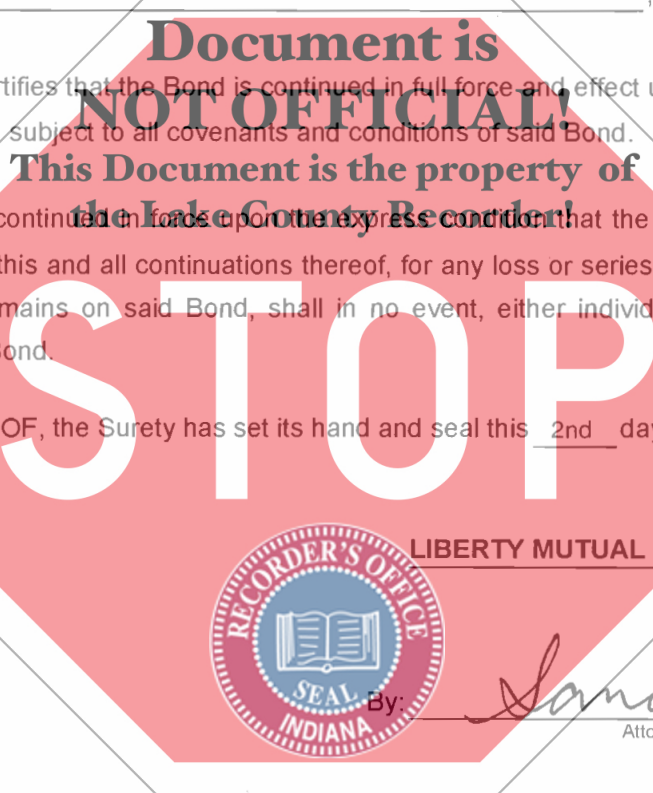 Document is
tifies that the Bond is continued in full force and effect u
NOT OFFICIAL!
subject to all covenants and conditions of said Bond.
This Document is the property of
continued in force upon the express condition that the
the Lake County Recorder!
this and all continuations thereof, for any loss or series
mains on said Bond, shall in no event, either individ
Bond.
STOP
OF, the Surety has set its hand and seal this 2nd day
LIBERTY MUTUAL
RECORDER'S OFFICE
SEAL
INDIANA
By:
Atto